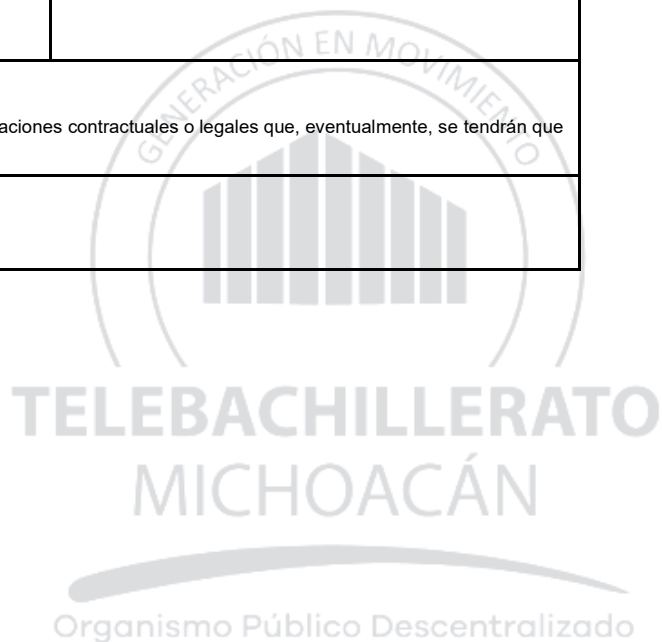 GENERACIÓN EN MOVIMIENTO
aciones contractuales o legales que, eventualmente, se tendrán que
TELEBACHILLERATO
MICHOACÁN
Organismo Público Descentralizado